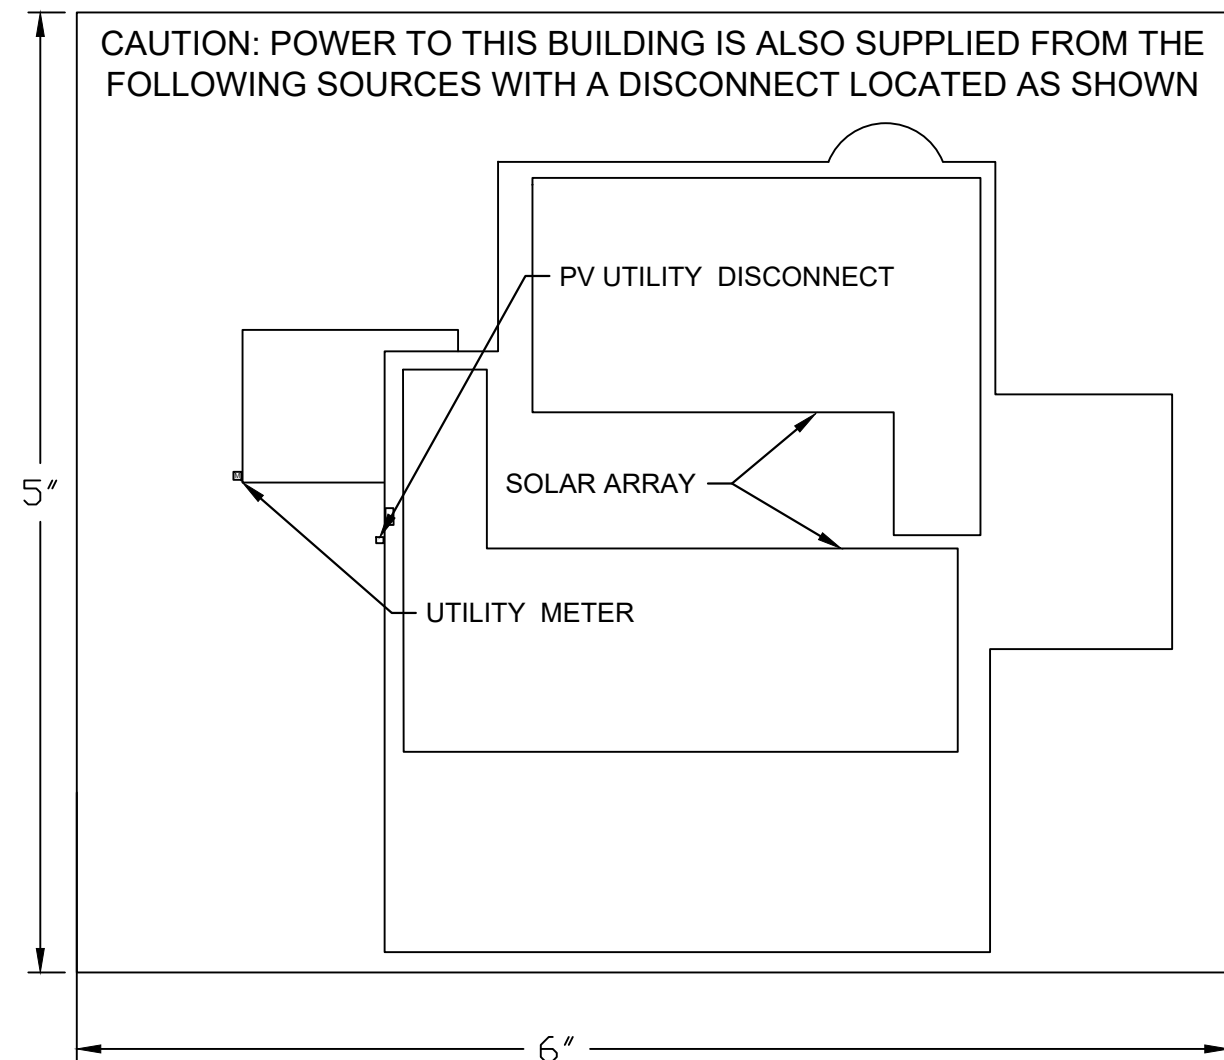 CAUTION: POWER TO THIS BUILDING IS ALSO SUPPLIED FROM THE
FOLLOWING SOURCES WITH A DISCONNECT LOCATED AS SHOWN
PV UTILITY  DISCONNECT
5"
SOLAR ARRAY
M
UTILITY  METER
6"